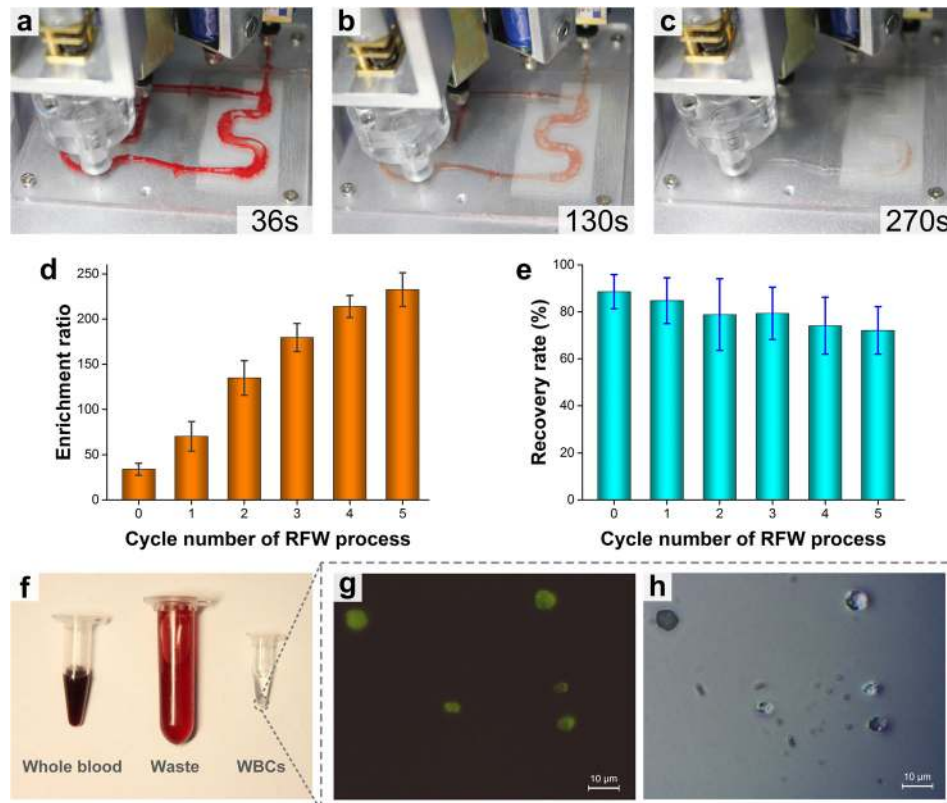 a
36s
b
130s
c
270s
d
Enrichment ratio
250
200
150
100
50
0
0 1 2 3 4 5
Cycle number of RFW process
e
Recovery rate (%)
100
80
60
40
20
0
0 1 2 3 4 5
Cycle number of RFW process
f
Whole blood Waste WBCs
g
10 µm
h
10 µm